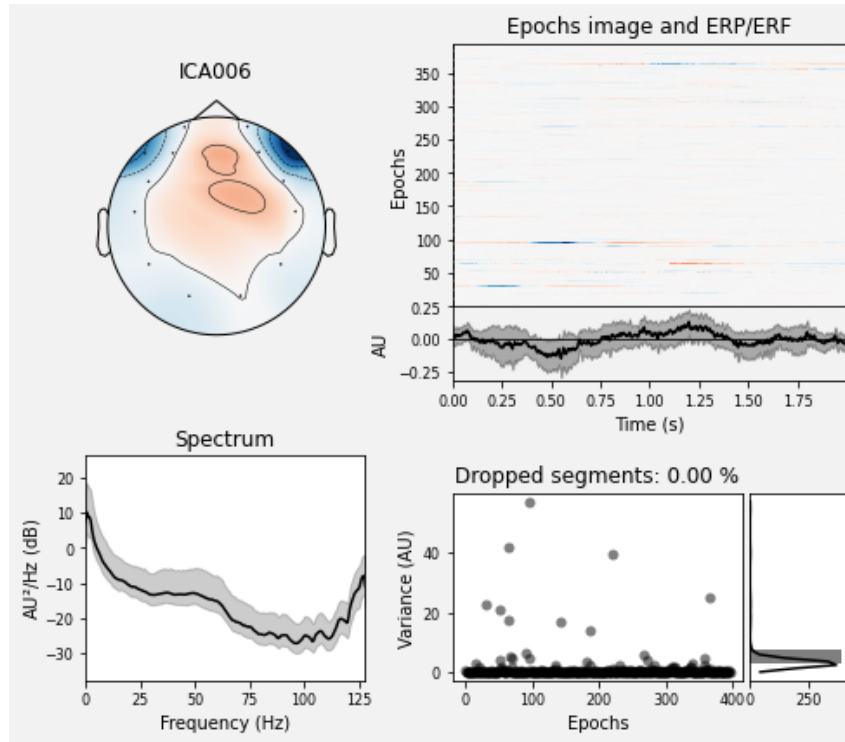 Epochs image and ERP/ERF
ICA006
350
300
250
200
150
100
50
Epochs
0.25
0.00
−0.25
AU
0.00 0.25 0.50 0.75 1.00 1.25 1.50 1.75
Time (s)
Spectrum
20
10
0
−10
−20
−30
AU²/Hz (dB)
0 25 50 75 100 125
Frequency (Hz)
Dropped segments: 0.00 %
40
20
0
Variance (AU)
0 100 200 300 400
Epochs
0 250